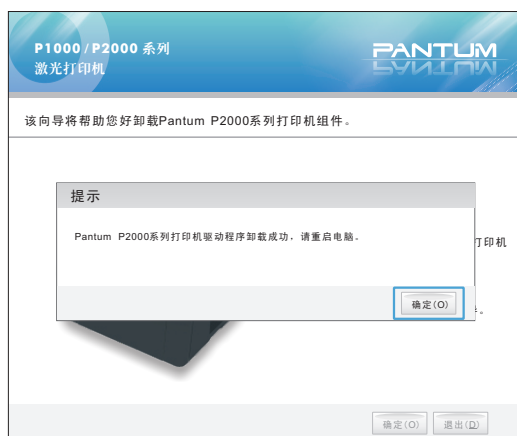 P1000/P2000 系列
激光打印机
PANTUM
该向导将帮助您好卸载Pantum P2000系列打印机组件。
提示
Pantum P2000系列打印机驱动程序卸载成功，请重启电脑。
打印机
确定(O)
。
确定(O) 退出(D)